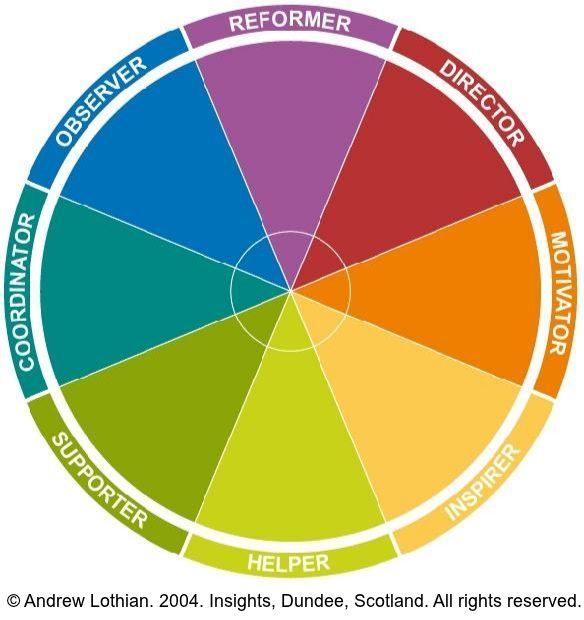 REFORMER
DIRECTOR
MOTIVATOR
INSPIRER
HELPER
SUPPORTER
COORDINATOR
OBSERVER
© Andrew Lothian. 2004. Insights, Dundee, Scotland. All rights reserved.